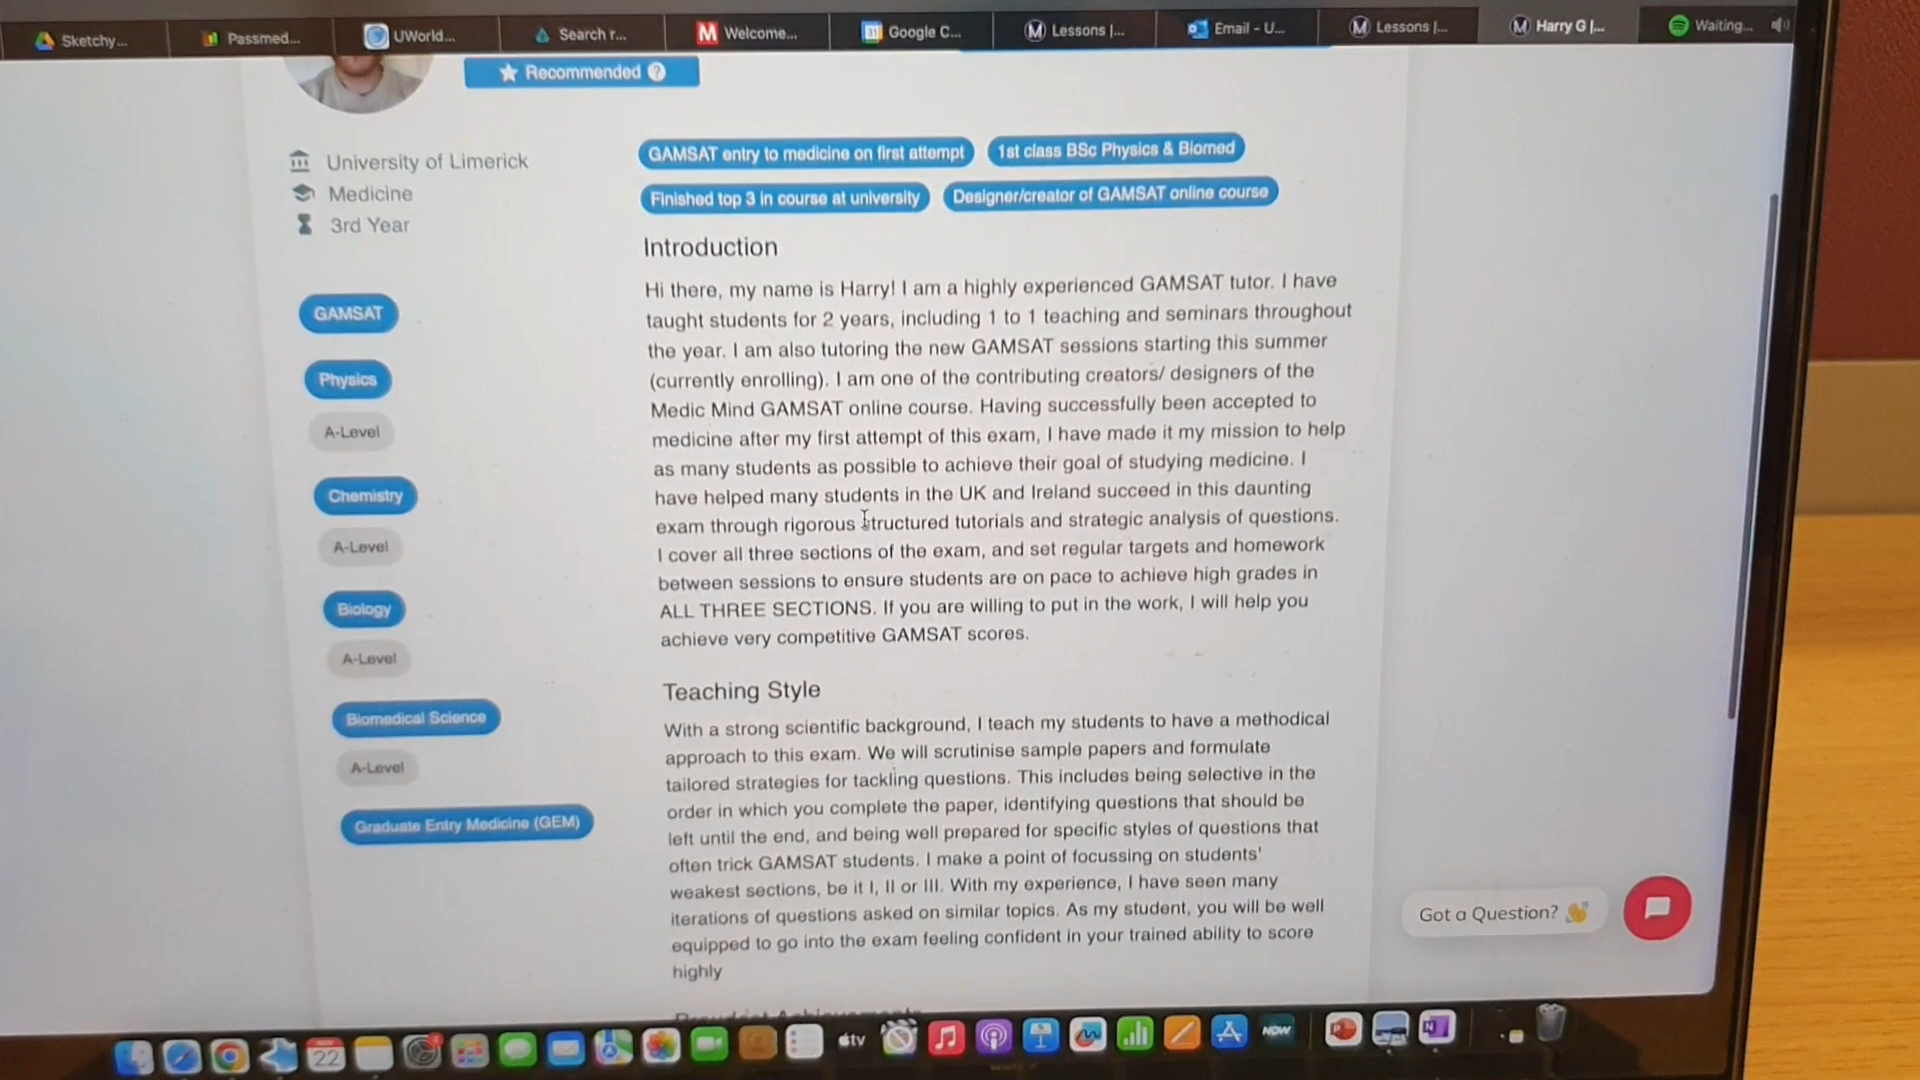 Sketchy...
Passmed...
UWorld...
Search r...
Welcome...
Google C...
Lessons |...
Email - U...
Lessons |...
Harry G |...
Waiting...
Recommended ?
University of Limerick
Medicine
3rd Year
GAMSAT
Physics
A-Level
Chemistry
A-Level
Biology
A-Level
Biomedical Science
A-Level
Graduate Entry Medicine (GEM)
GAMSAT entry to medicine on first attempt
1st class BSc Physics & Biomed
Finished top 3 in course at university
Designer/creator of GAMSAT online course
Introduction
Hi there, my name is Harry! I am a highly experienced GAMSAT tutor. I have
taught students for 2 years, including 1 to 1 teaching and seminars throughout
the year. I am also tutoring the new GAMSAT sessions starting this summer
(currently enrolling). I am one of the contributing creators/ designers of the
Medic Mind GAMSAT online course. Having successfully been accepted to
medicine after my first attempt of this exam, I have made it my mission to help
as many students as possible to achieve their goal of studying medicine. I
have helped many students in the UK and Ireland succeed in this daunting
exam through rigorous structured tutorials and strategic analysis of questions.
I cover all three sections of the exam, and set regular targets and homework
between sessions to ensure students are on pace to achieve high grades in
ALL THREE SECTIONS. If you are willing to put in the work, I will help you
achieve very competitive GAMSAT scores.
Teaching Style
With a strong scientific background, I teach my students to have a methodical
approach to this exam. We will scrutinise sample papers and formulate
tailored strategies for tackling questions. This includes being selective in the
order in which you complete the paper, identifying questions that should be
left until the end, and being well prepared for specific styles of questions that
often trick GAMSAT students. I make a point of focussing on students'
weakest sections, be it I, II or III. With my experience, I have seen many
iterations of questions asked on similar topics. As my student, you will be well
equipped to go into the exam feeling confident in your trained ability to score
highly
Got a Question?
22
tv
NOW